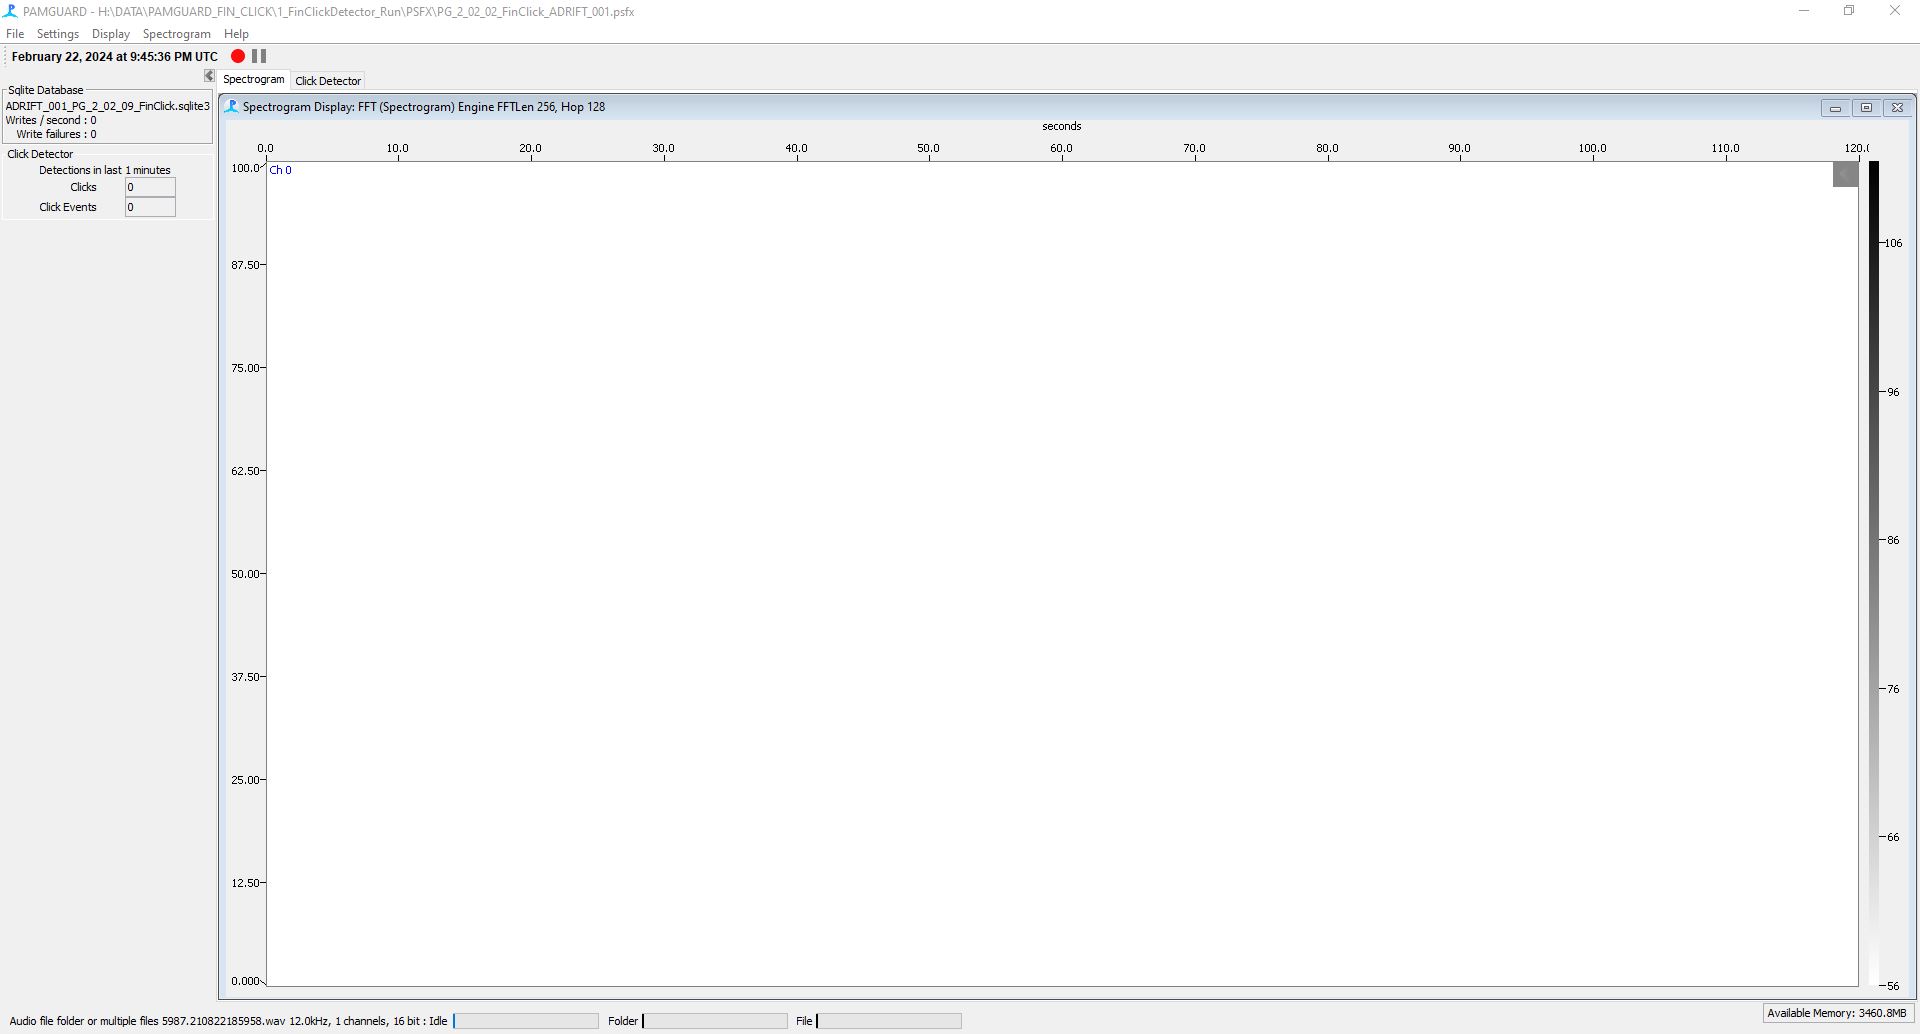 PAMGUARD - H:\DATA\PAMGUARD_FIN_CLICK\1_FinClickDetector_Run\PSFX\PG_2_02_02_FinClick_ADRIFT_001.psfx
File Settings Display Spectrogram Help
February 22, 2024 at 9:45:36 PM UTC
Sqlite Database
ADRIFT_001_PG_2_02_09_FinClick.sqlite3
Writes / second : 0
Write failures : 0
Click Detector
Detections in last 1 minutes
Clicks 0
Click Events 0
Spectrogram Click Detector
Spectrogram Display: FFT (Spectrogram) Engine FFTLen 256, Hop 128
seconds
0.0 10.0 20.0 30.0 40.0 50.0 60.0 70.0 80.0 90.0 100.0 110.0 120.
100.0
Ch 0
87.50
75.00
62.50
50.00
37.50
25.00
12.50
0.000
106
96
86
76
66
56
Audio file folder or multiple files 5987.210822185958.wav 12.0kHz, 1 channels, 16 bit : Idle Folder File
Available Memory: 3460.8MB